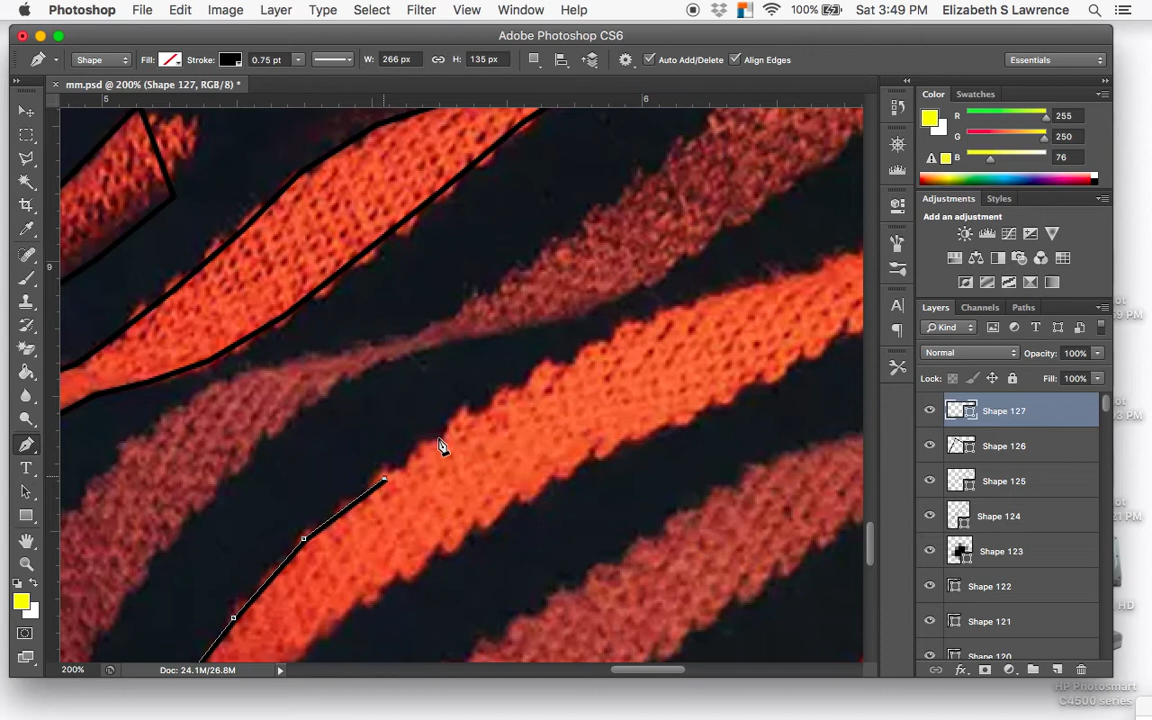 Photoshop File Edit Image Layer Type Select Filter View Window Help 100% Sat 3:49 PM Elizabeth S Lawrence
Adobe Photoshop CS6
Shape Fill: Stroke: 0.75 pt W: 266 px H: 135 px Auto Add/Delete Align Edges Essentials
× mm.psd @ 200% (Shape 127, RGB/8) *
5 6
9
Color Swatches
R 255
G 250
B 76
Adjustments Styles
Add an adjustment
Layers Channels Paths
Kind
Normal Opacity: 100%
Lock: Fill: 100%
Shape 127
Shape 126
Shape 125
Shape 124
Shape 123
Shape 122
Shape 121
Shape 120
200% Doc: 24.1M/26.8M
HP Photosmart
C4500 series